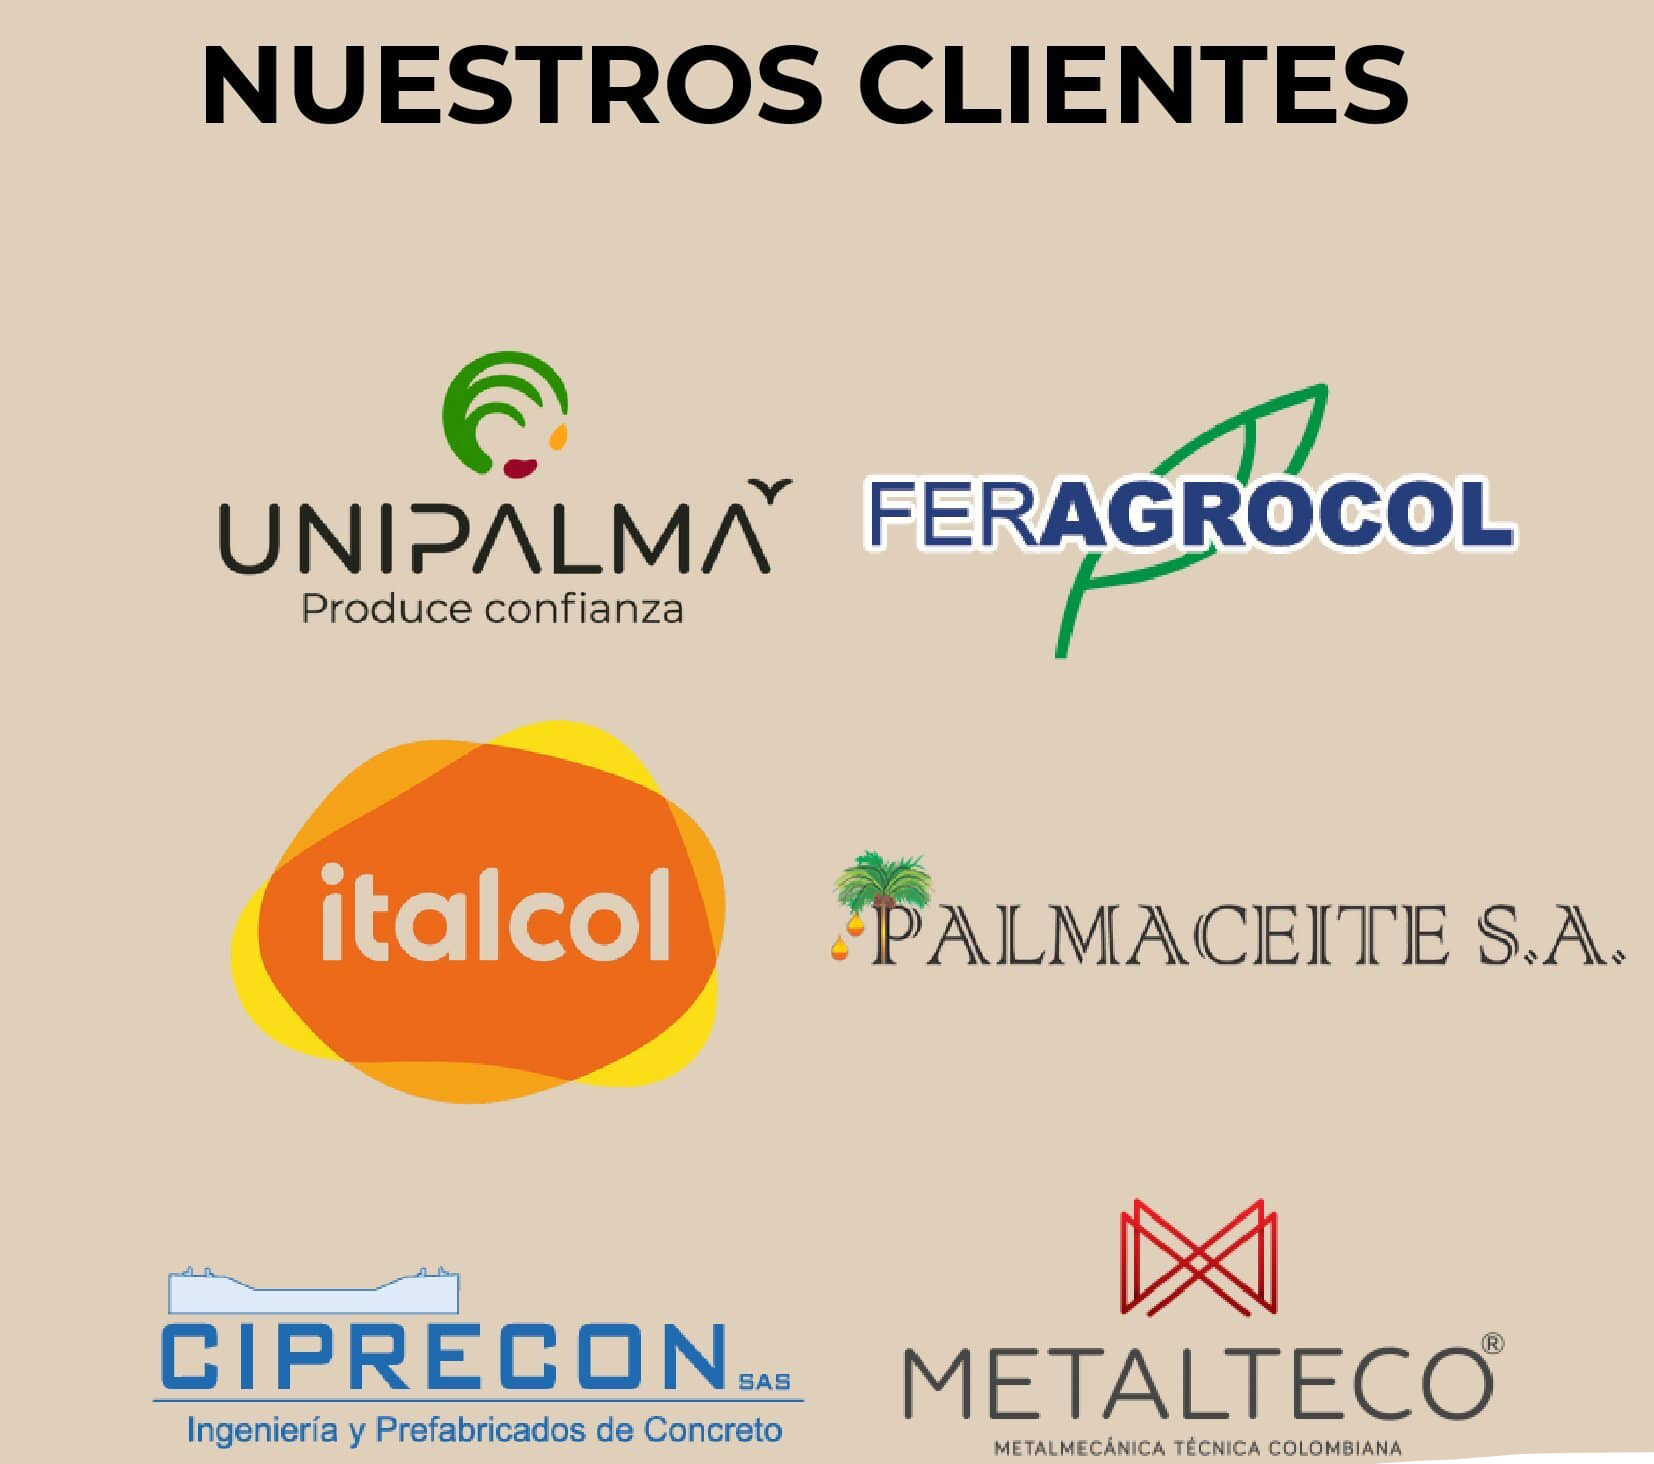 NUESTROS CLIENTES
UNIPALMA
Produce confianza
FERAGROCOL
italcol
PALMACEITE S.A.
CIPRECON SAS
Ingeniería y Prefabricados de Concreto
METALTECO®
METALMECÁNICA TÉCNICA COLOMBIANA